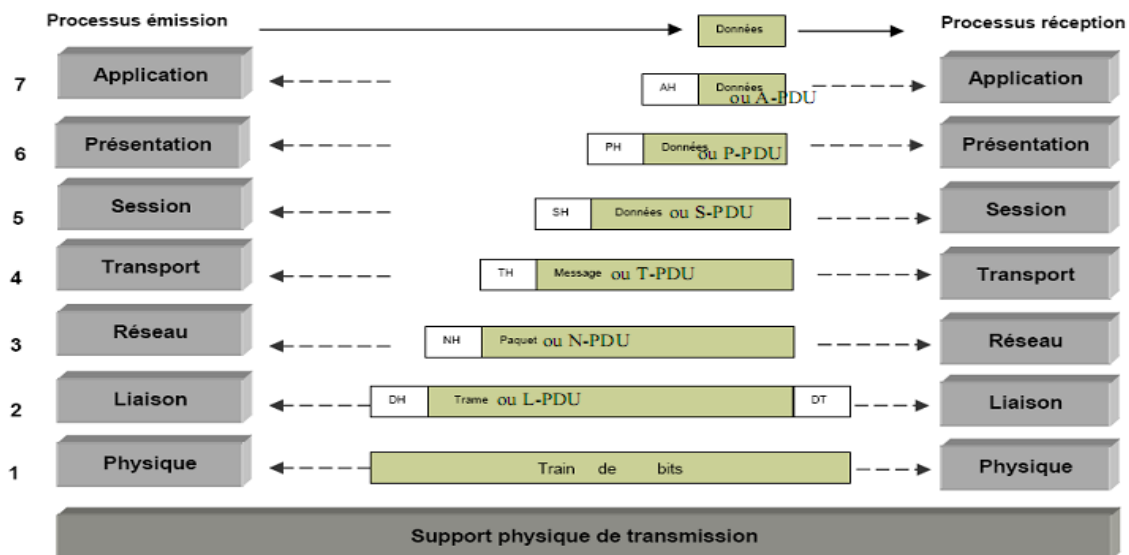 Processus émission
Données
Processus réception
7
Application
AH
Données
ou A-PDU
Application
6
Présentation
PH
Données
ou P-PDU
Présentation
5
Session
SH
Données ou S-PDU
Session
4
Transport
TH
Message ou T-PDU
Transport
3
Réseau
NH
Paquet ou N-PDU
Réseau
2
Liaison
DH
Trame ou L-PDU
DT
Liaison
1
Physique
Train de bits
Physique
Support physique de transmission